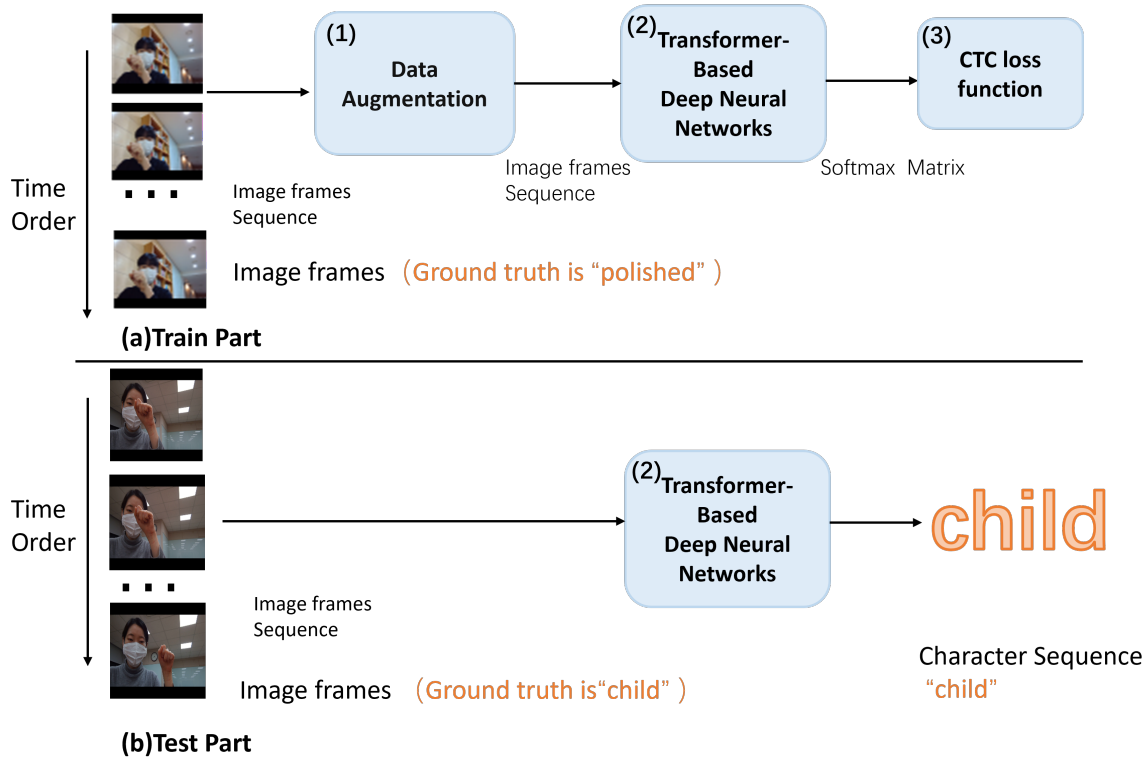 (1)
Data
Augmentation
(2)
Transformer-
Based
Deep Neural
Networks
(3)
CTC loss
function
Time
Order
Image frames
Sequence
Image frames
Sequence
Softmax Matrix
Image frames （Ground truth is “polished” ）
(a)Train Part
Time
Order
(2)
Transformer-
Based
Deep Neural
Networks
child
Image frames
Sequence
Image frames （Ground truth is“child” ）
Character Sequence
“child”
(b)Test Part